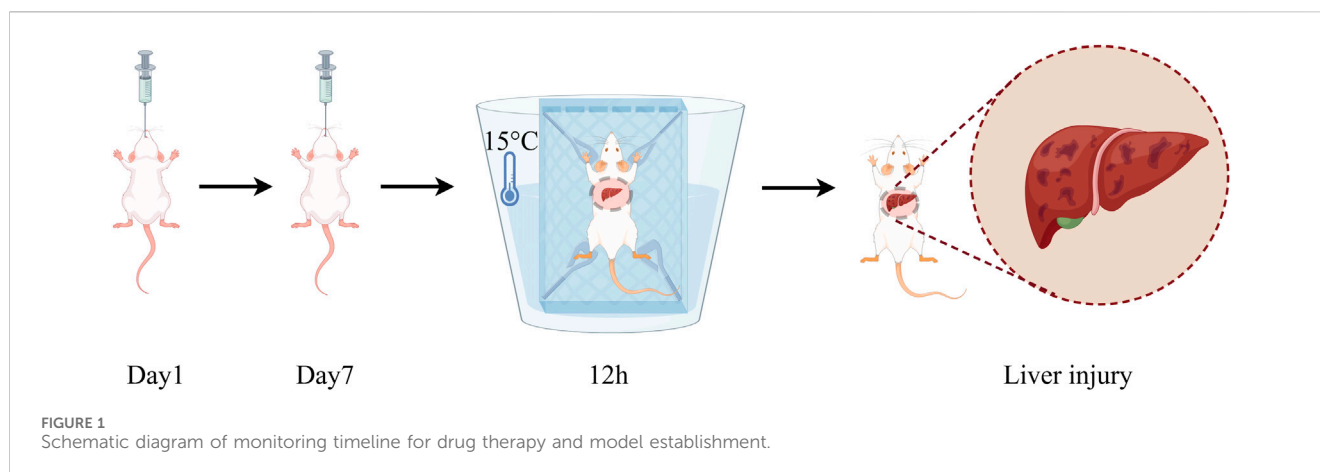 15°C
Day1
Day7
12h
Liver injury
FIGURE 1
Schematic diagram of monitoring timeline for drug therapy and model establishment.